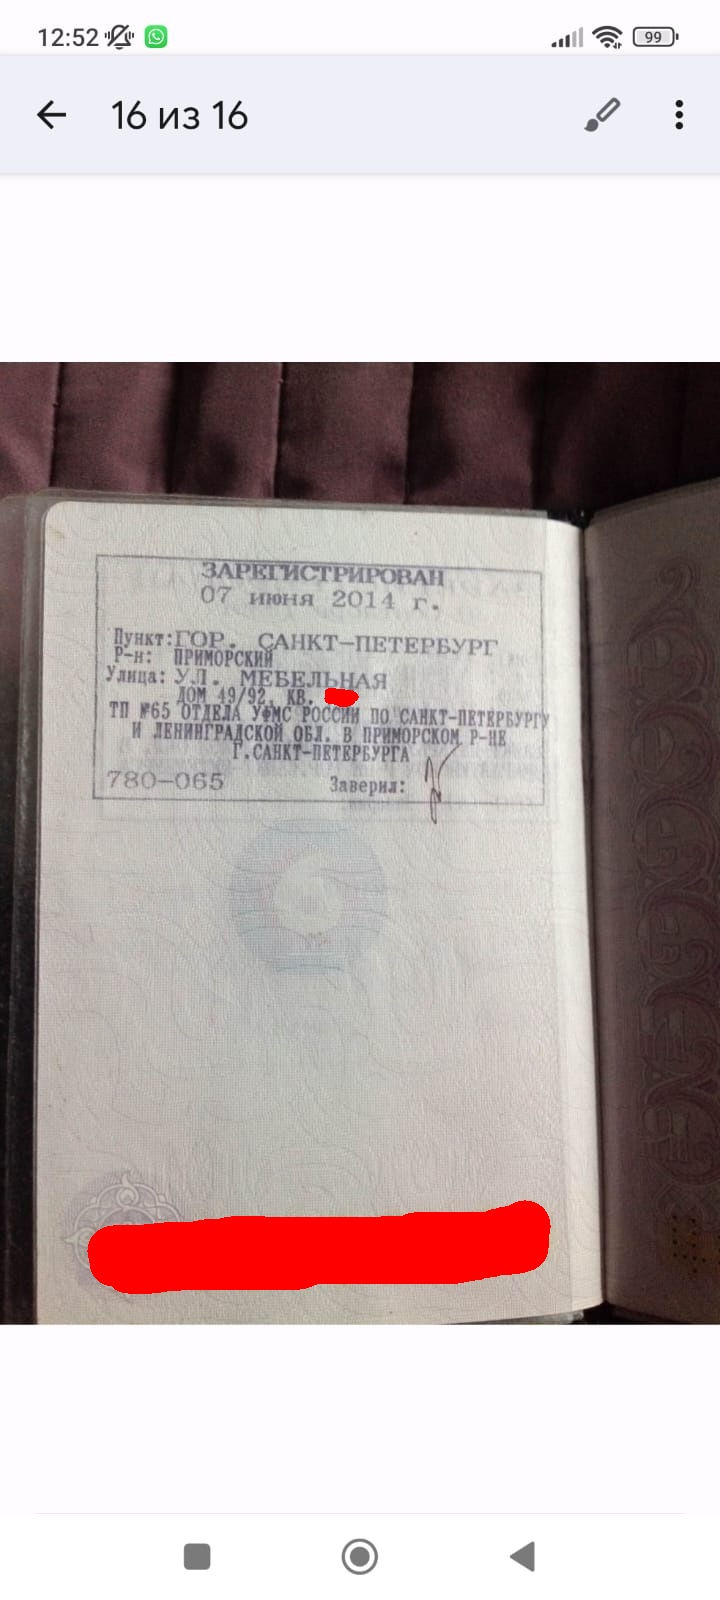 12:52
99
16 из 16
ЗАРЕГИСТРИРОВАН
07 июня 2014 г.
Пункт: ГОР. САНКТ-ПЕТЕРБУРГ
Р-н: ПРИМОРСКИЙ
Улица: УЛ. МЕБЕЛЬНАЯ
ДОМ 49/92, КВ.
ТП №65 ОТДЕЛА УФМС РОССИИ ПО САНКТ-ПЕТЕРБУРГУ
И ЛЕНИНГРАДСКОЙ ОБЛ. В ПРИМОРСКОМ Р-НЕ
Г.САНКТ-ПЕТЕРБУРГА
780-065 Заверил: